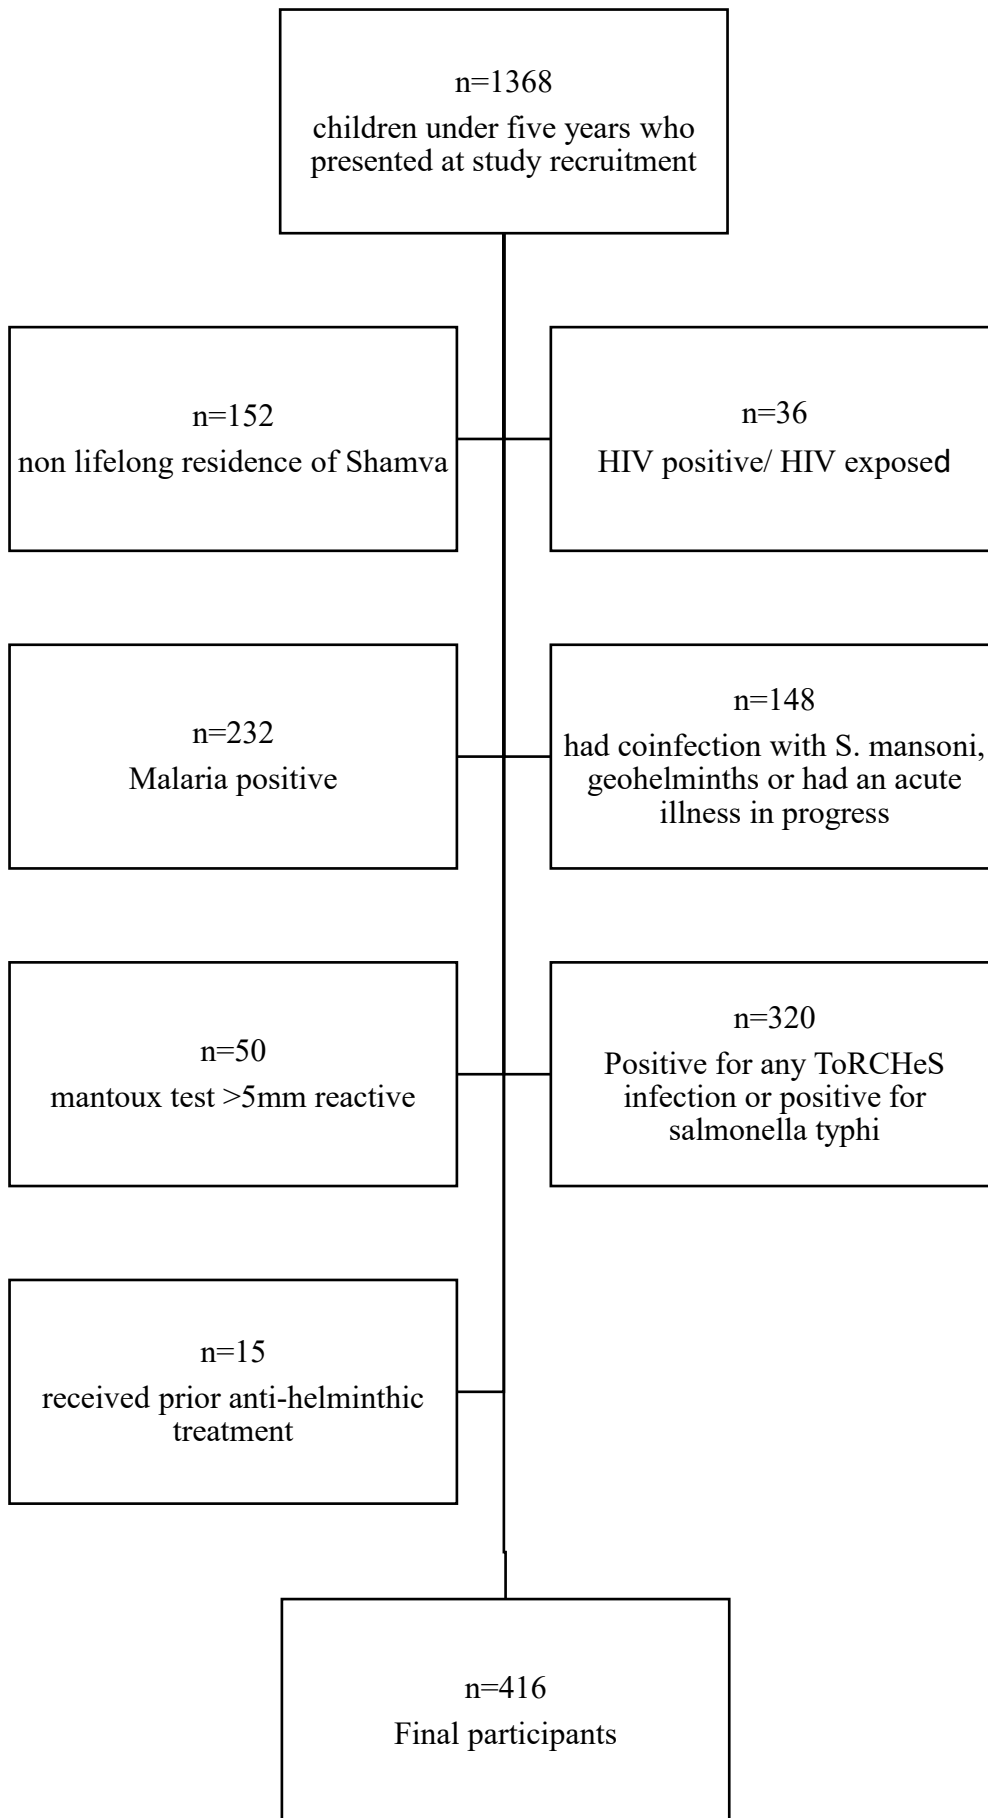 n=1368
children under five years who
presented at study recruitment
n=152
non lifelong residence of Shamva
n=36
HIV positive/ HIV exposed
n=232
Malaria positive
n=148
had coinfection with S. mansoni,
geohelminths or had an acute
illness in progress
n=50
mantoux test >5mm reactive
n=320
Positive for any ToRCHeS
infection or positive for
salmonella typhi
n=15
received prior anti-helminthic
treatment
n=416
Final participants